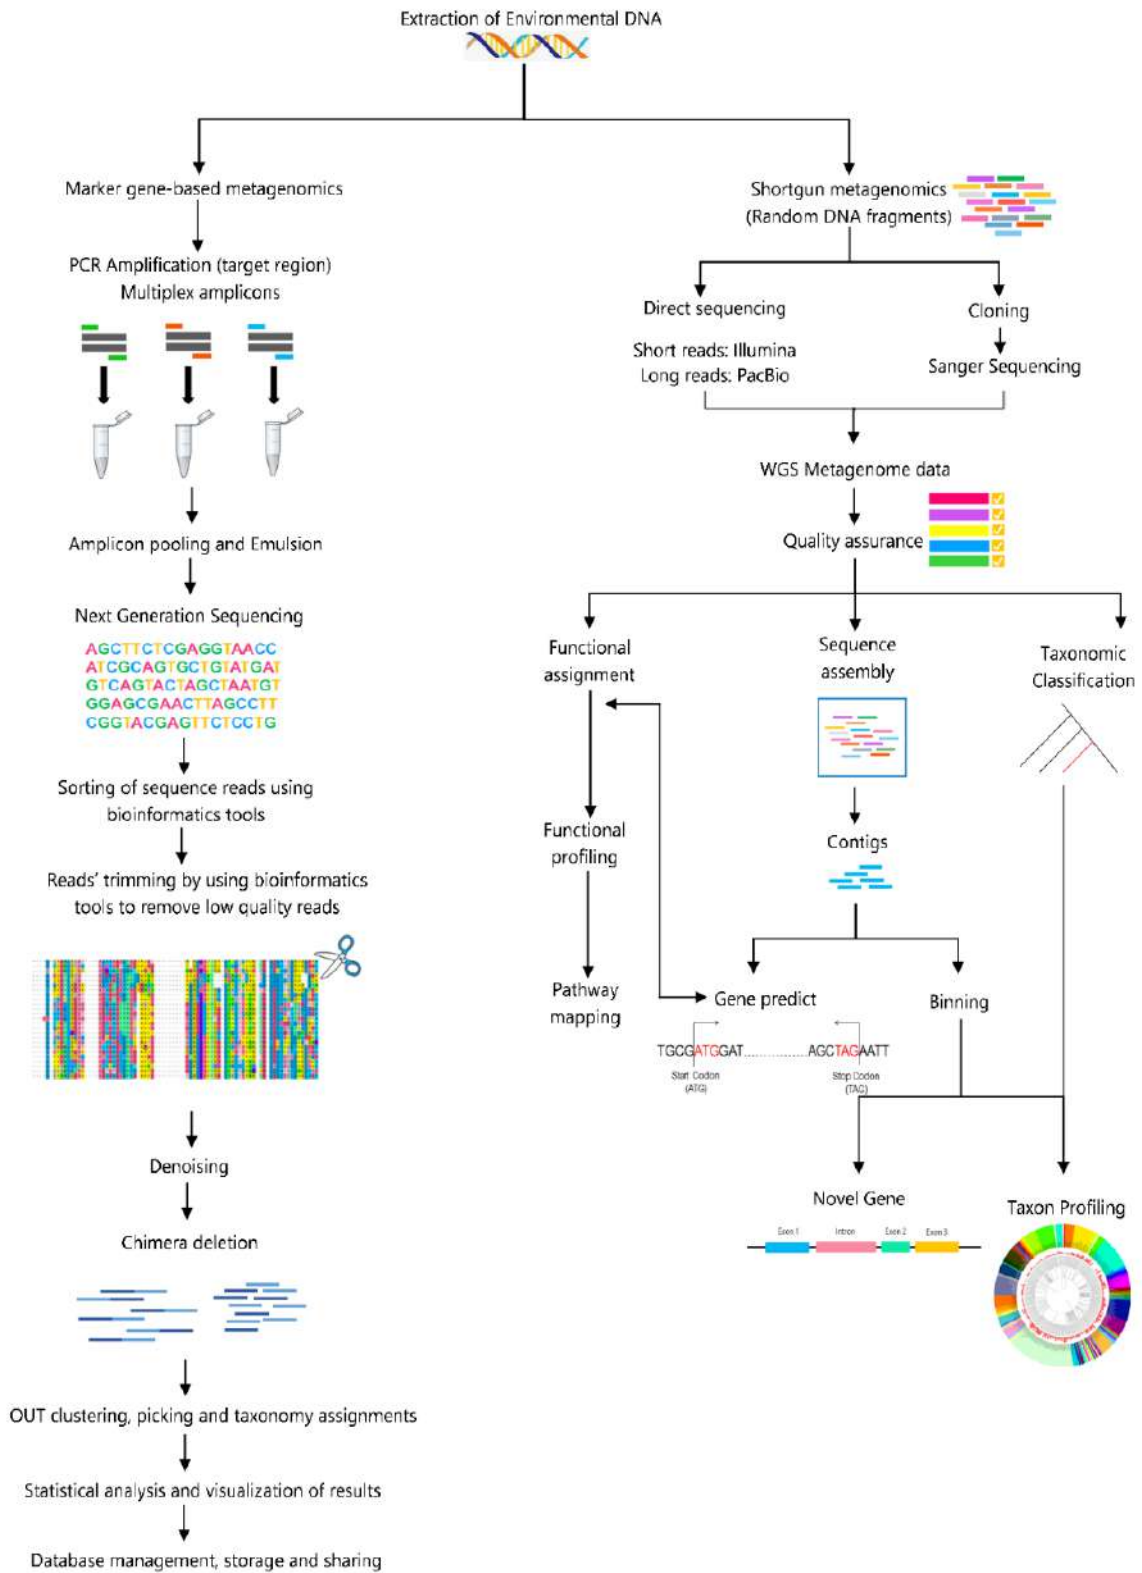 Extraction of Environmental DNA
Marker gene-based metagenomics
PCR Amplification (target region)
Multiplex amplicons
Amplicon pooling and Emulsion
Next Generation Sequencing
AGCTTCTCGAGGTAACC
ATCGCAGTGCTGTATGAT
GTCAGTACTAGCTAATGT
GGAGCGAACTTAGCCTT
CGGTACGAGTTCTCCTG
Sorting of sequence reads using
bioinformatics tools
Reads' trimming by using bioinformatics
tools to remove low quality reads
Denoising
Chimera deletion
OUT clustering, picking and taxonomy assignments
Statistical analysis and visualization of results
Database management, storage and sharing
Shortgun metagenomics
(Random DNA fragments)
Direct sequencing
Short reads: Illumina
Long reads: PacBio
Cloning
Sanger Sequencing
WGS Metagenome data
Quality assurance
Functional
assignment
Functional
profiling
Pathway
mapping
Sequence
assembly
Contigs
Gene predict
TGCGATGGAT...............AGCTAGAATT
Start Codon
(ATG)
Stop Codon
(TAG)
Binning
Taxonomic
Classification
Novel Gene
Exon 1
Intron
Exon 2
Exon 3
Taxon Profiling